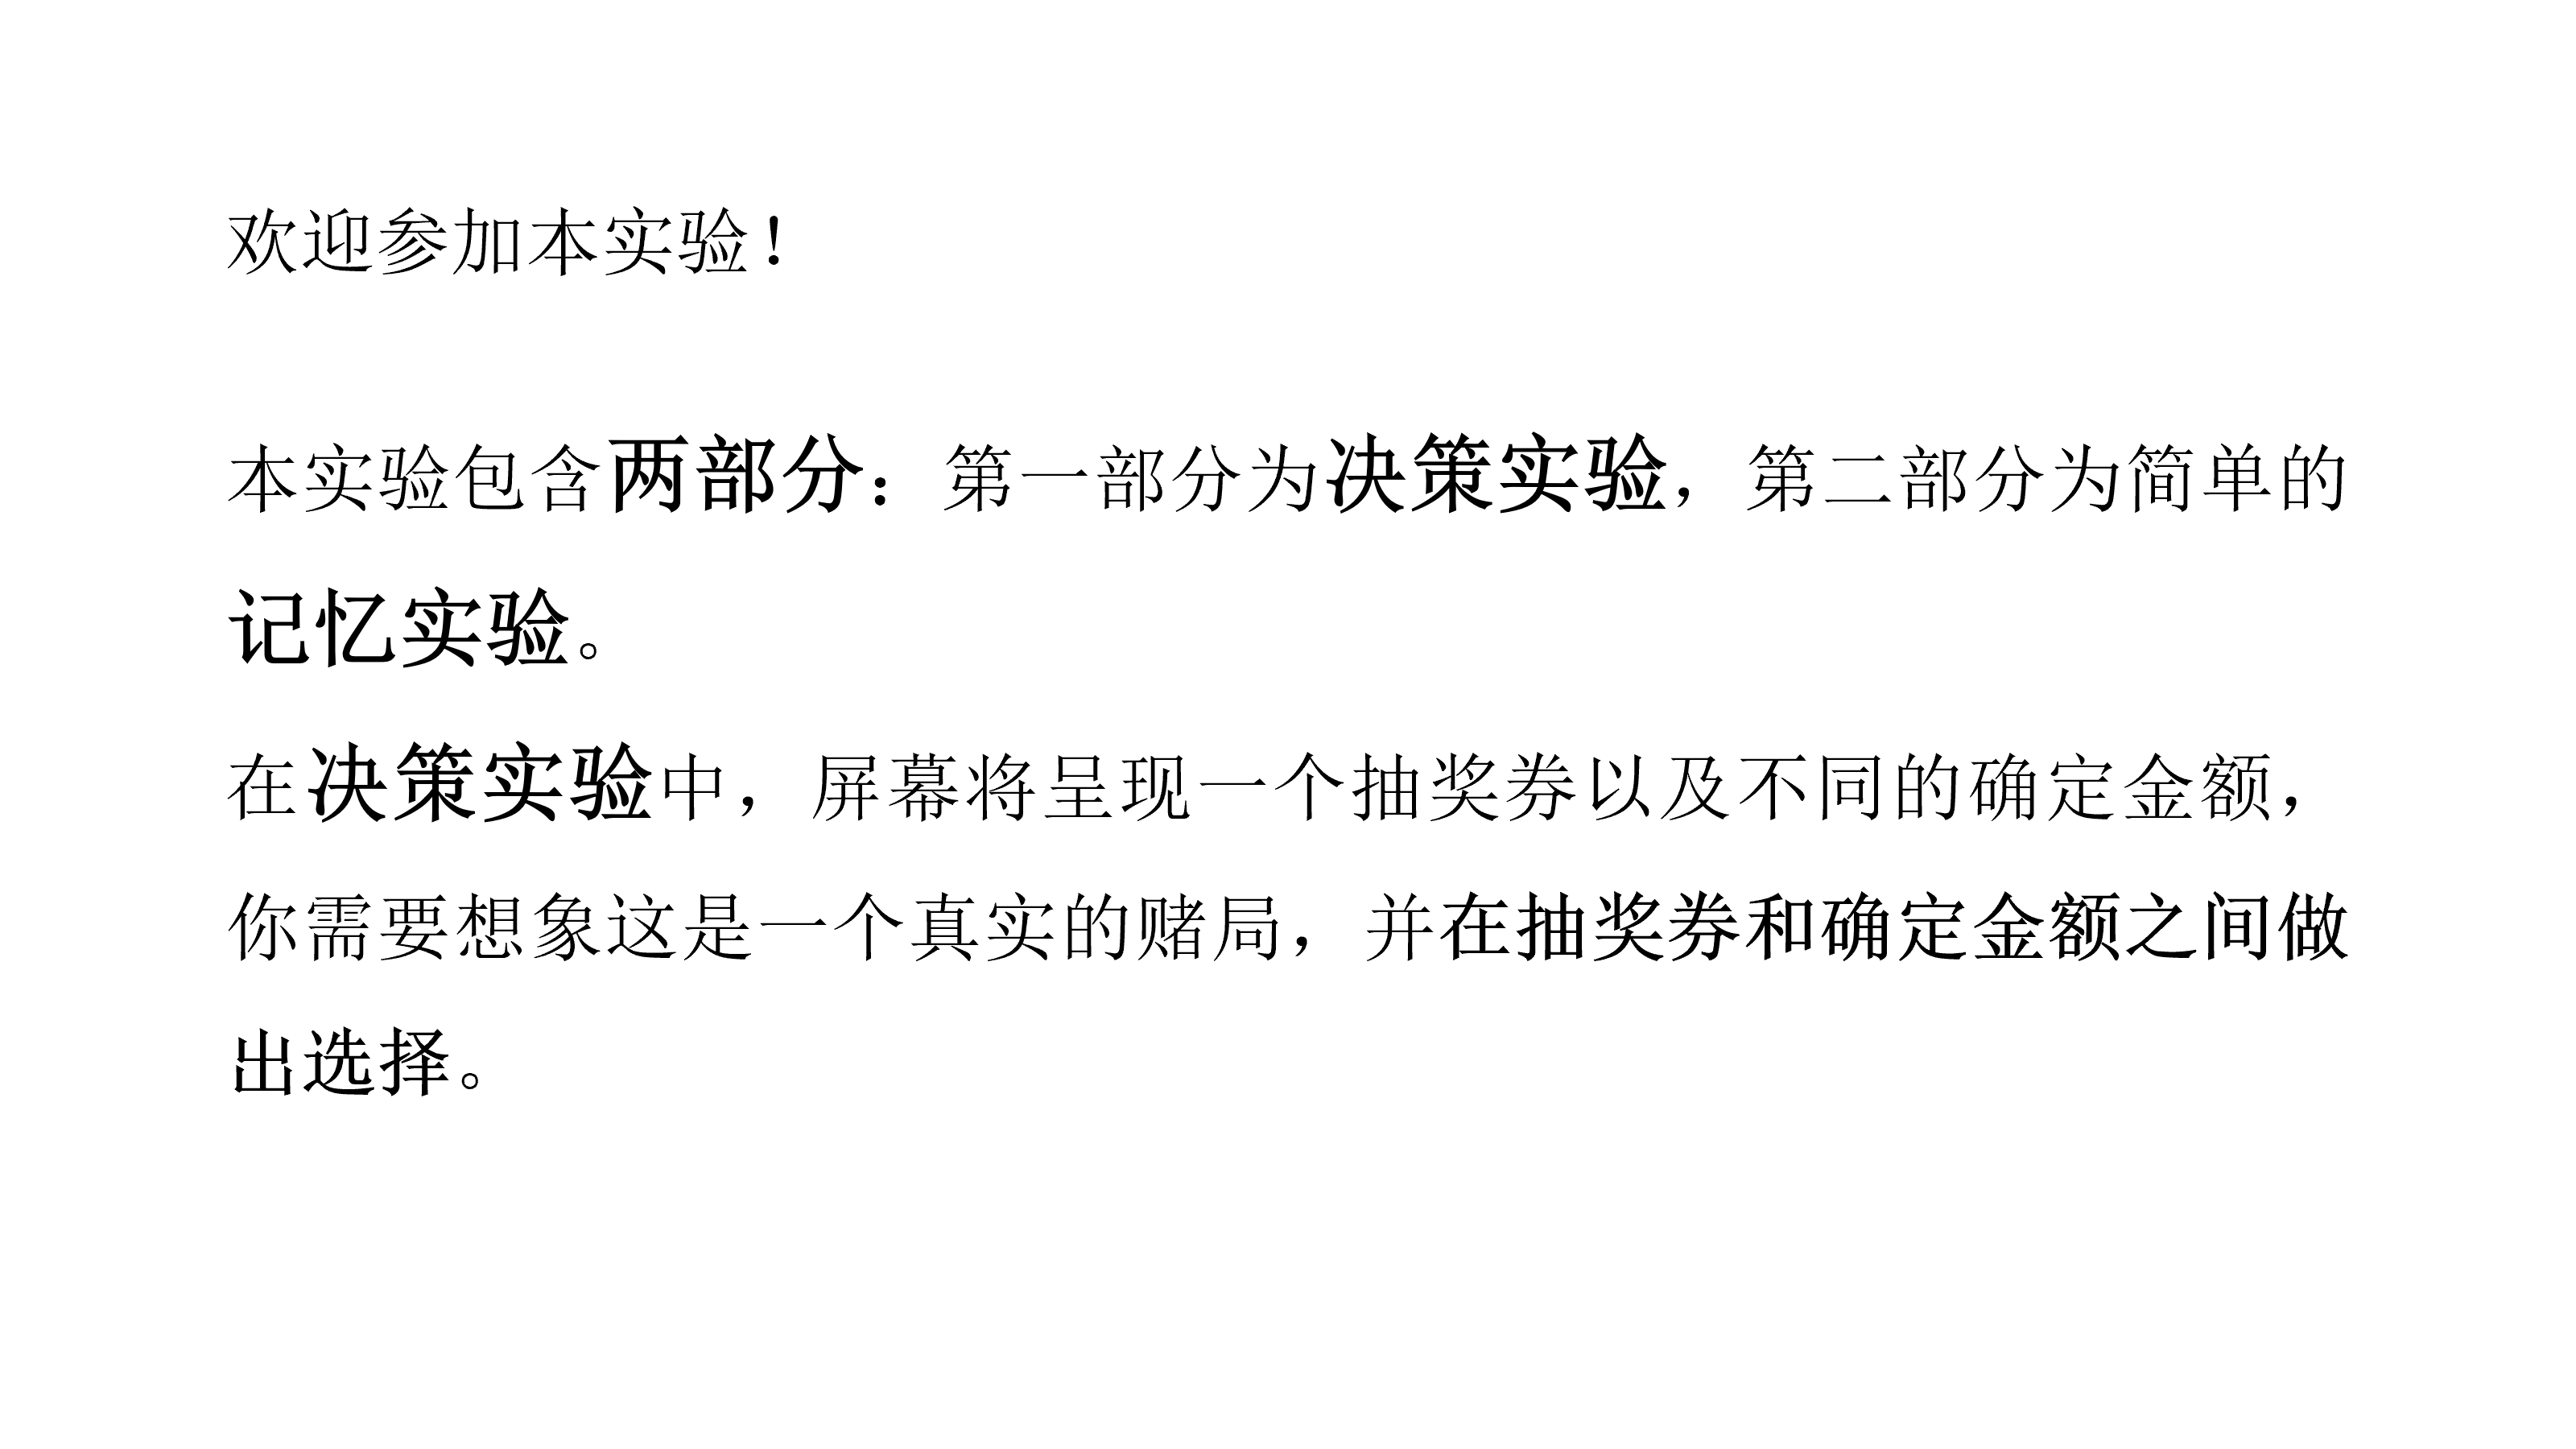 欢迎参加本实验！
本实验包含两部分：第一部分为决策实验，第二部分为简单的
记忆实验。
在决策实验中，屏幕将呈现一个抽奖券以及不同的确定金额，
你需要想象这是一个真实的赌局，并在抽奖券和确定金额之间做
出选择。